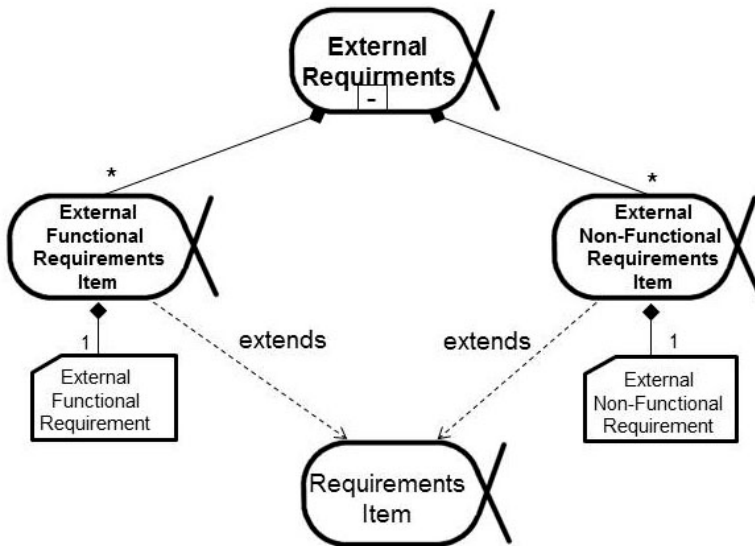 External
Requirments
-
*
*
External
Functional
Requirements
Item
External
Non-Functional
Requirements
Item
1
extends
extends
1
External
Functional
Requirement
External
Non-Functional
Requirement
Requirements
Item